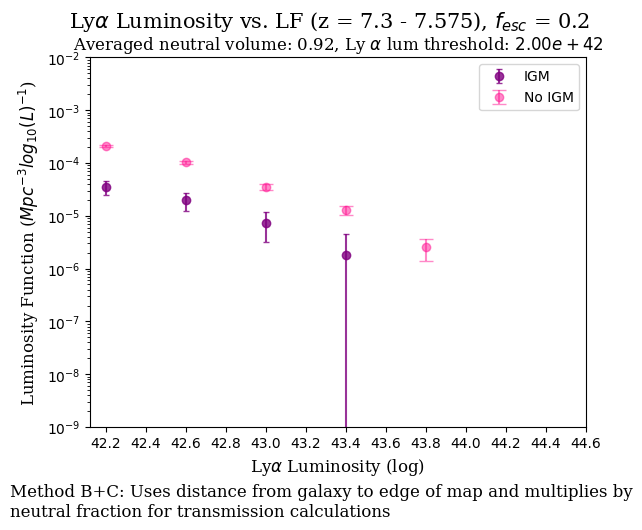 Lyα Luminosity vs. LF (z = 7.3 - 7.575), f_esc = 0.2
Averaged neutral volume: 0.92, Ly α lum threshold: 2.00e + 42
IGM
No IGM
Luminosity Function (Mpc⁻³log₁₀(L)⁻¹)
10⁻²
10⁻³
10⁻⁴
10⁻⁵
10⁻⁶
10⁻⁷
10⁻⁸
10⁻⁹
42.2 42.4 42.6 42.8 43.0 43.2 43.4 43.6 43.8 44.0 44.2 44.4 44.6
Lyα Luminosity (log)
Method B+C: Uses distance from galaxy to edge of map and multiplies by
neutral fraction for transmission calculations